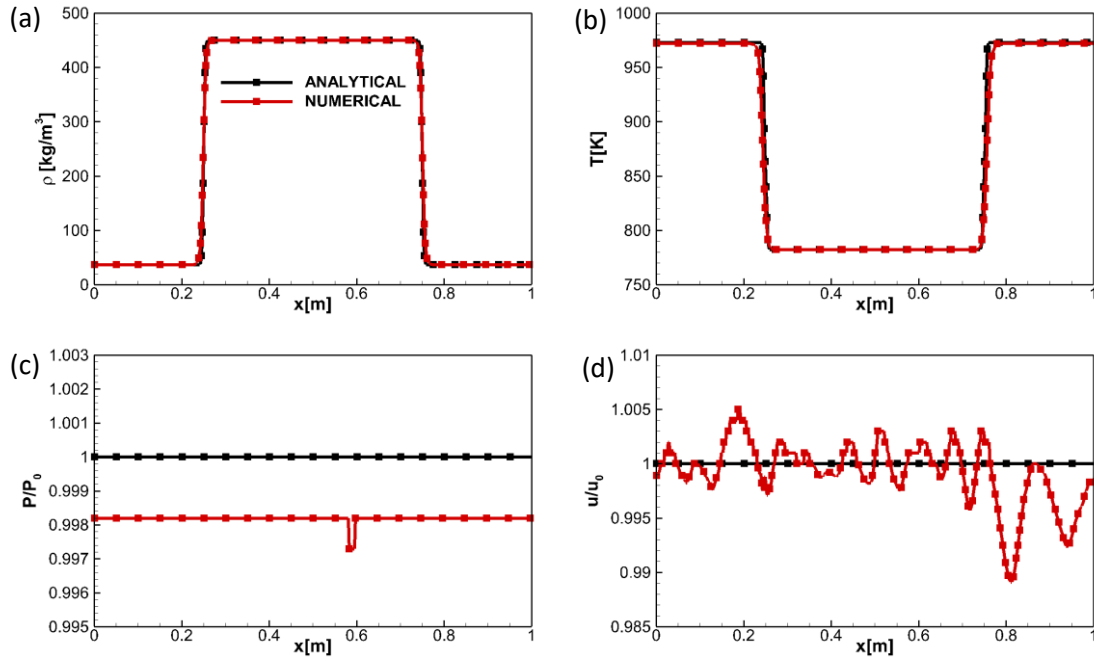 (a)
500
400
300
200
100
0
ρ [kg/m³]
ANALYTICAL
NUMERICAL
0 0.2 0.4 0.6 0.8 1
x[m]
(b)
1000
950
900
850
800
750
T[K]
0 0.2 0.4 0.6 0.8 1
x[m]
(c)
1.003
1.002
1.001
1
0.999
0.998
0.997
0.996
0.995
P/P₀
0 0.2 0.4 0.6 0.8 1
x[m]
(d)
1.01
1.005
1
0.995
0.99
0.985
u/u₀
0 0.2 0.4 0.6 0.8 1
x[m]